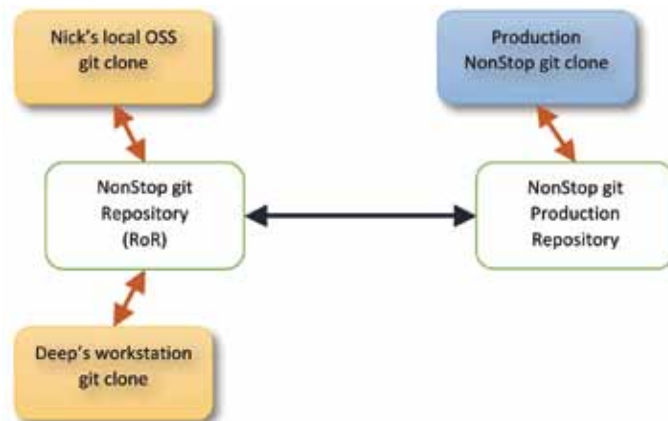 Nick's local OSS
git clone
Production
NonStop git clone
NonStop git
Repository
(RoR)
NonStop git
Production
Repository
Deep's workstation
git clone